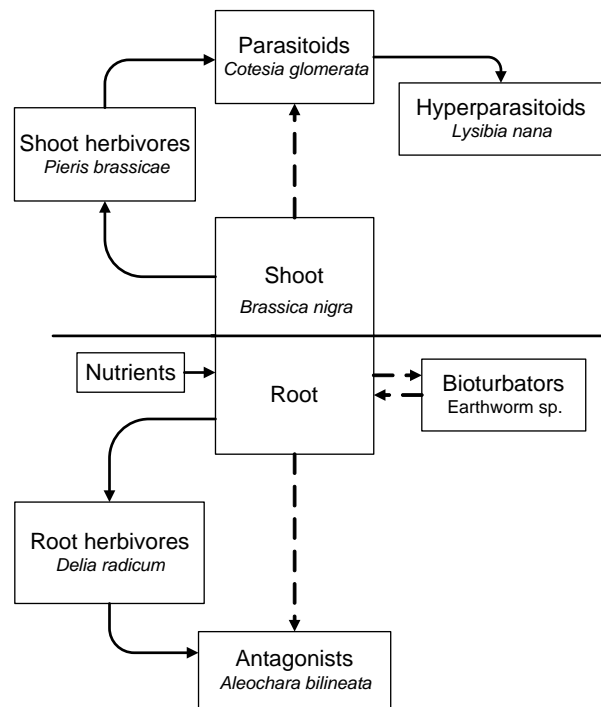 Parasitoids
Cotesia glomerata
Hyperparasitoids
Lysibia nana
Shoot herbivores
Pieris brassicae
Shoot
Brassica nigra
Nutrients
Root
Bioturbators
Earthworm sp.
Root herbivores
Delia radicum
Antagonists
Aleochara bilineata